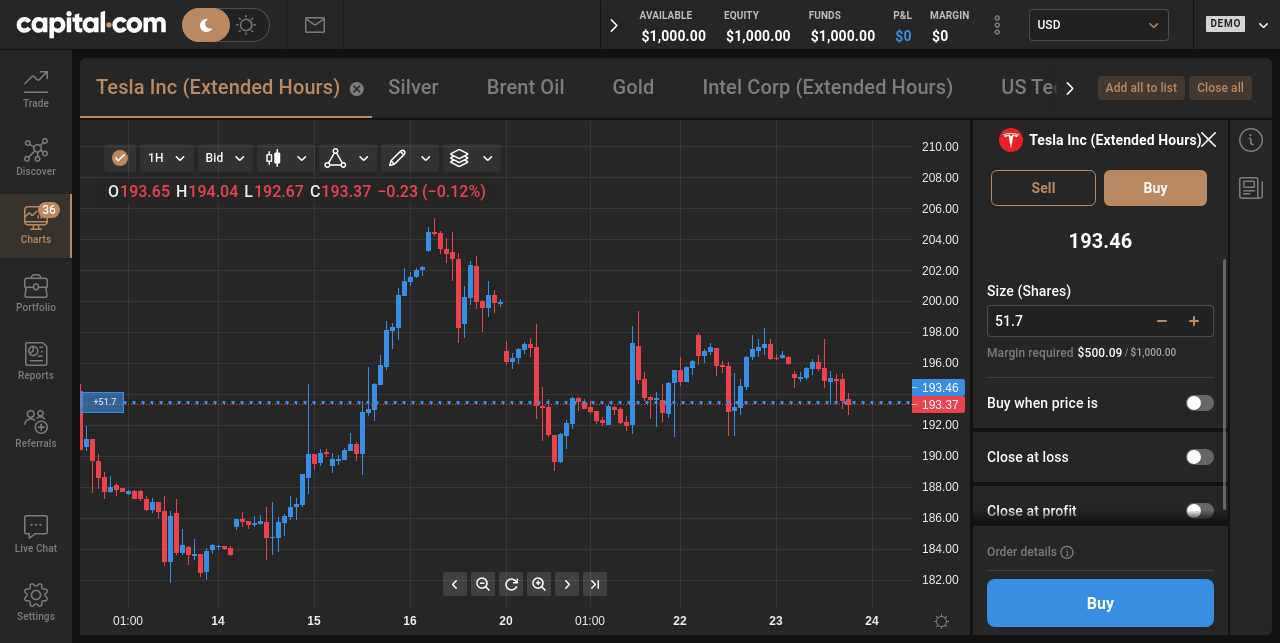 capital.com
AVAILABLE EQUITY FUNDS P&L MARGIN
$1,000.00 $1,000.00 $1,000.00 $0 $0
USD
DEMO
Trade
Discover
36
Charts
Portfolio
Reports
Referrals
Live Chat
Settings
Tesla Inc (Extended Hours) Silver Brent Oil Gold Intel Corp (Extended Hours) US Te
Add all to list Close all
1H Bid
O193.65 H194.04 L192.67 C193.37 −0.23 (−0.12%)
+51.7
210.00
208.00
206.00
204.00
202.00
200.00
198.00
196.00
193.46
193.37
192.00
190.00
188.00
186.00
184.00
182.00
01:00 14 15 16 20 01:00 22 23 24
Tesla Inc (Extended Hours)
Sell Buy
193.46
Size (Shares)
51.7
Margin required $500.09 / $1,000.00
Buy when price is
Close at loss
Close at profit
Order details
Buy